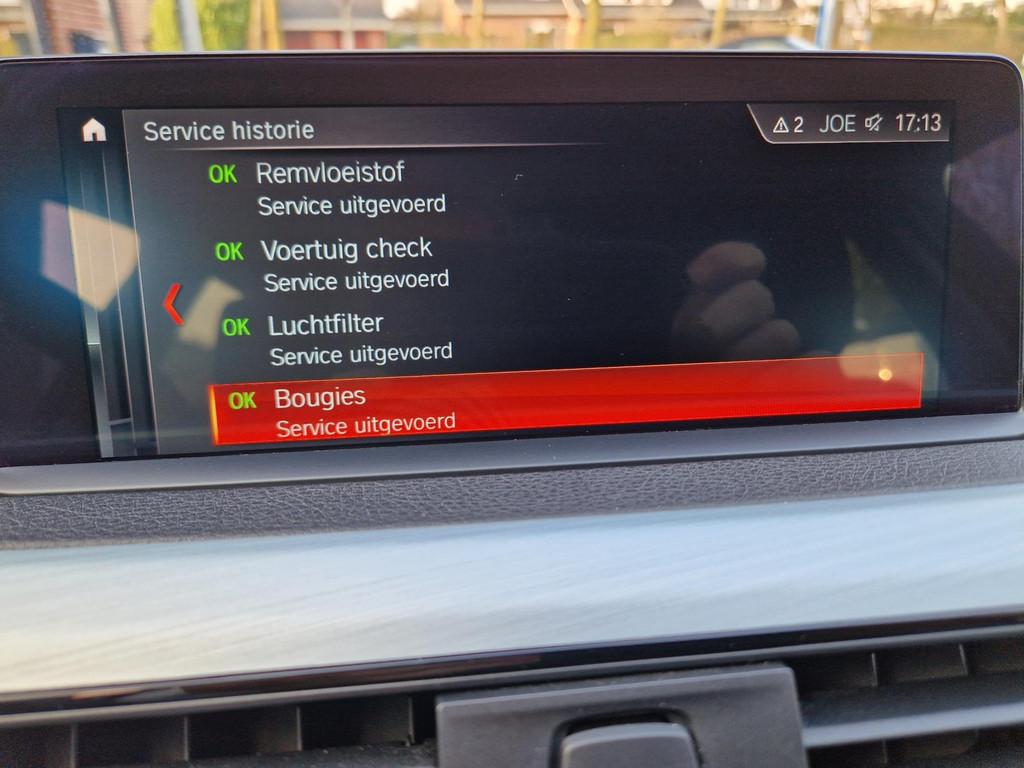 Service historie
2 JOE 17:13
OK Remvloeistof
Service uitgevoerd
OK Voertuig check
Service uitgevoerd
OK Luchtfilter
Service uitgevoerd
OK Bougies
Service uitgevoerd